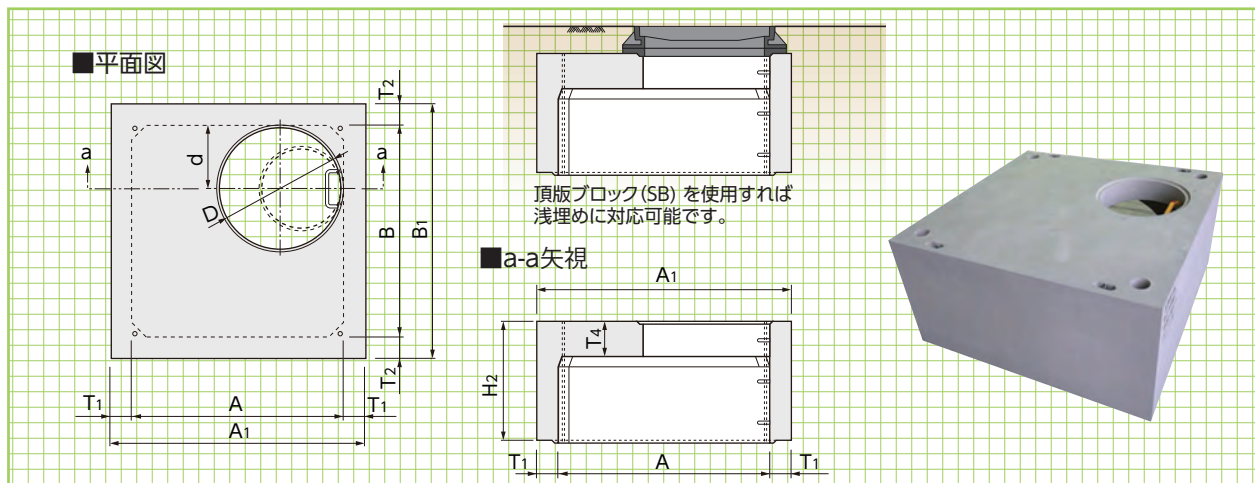 ■平面図
T2
a
a
d
D
B
B1
T2
T1
A
T1
A1
頂版ブロック(SB) を使用すれば
浅埋めに対応可能です。
■a-a矢視
A1
T4
H2
T1
A
T1